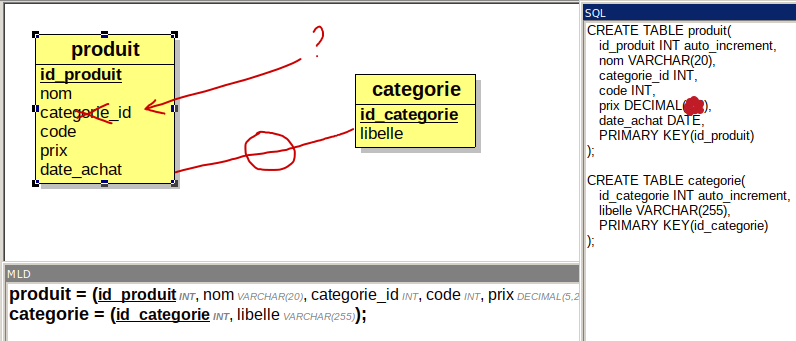 ?
produit
id_produit
nom
categorie_id
code
prix
date_achat
categorie
id_categorie
libelle
MLD
produit = (id_produit INT, nom VARCHAR(20), categorie_id INT, code INT, prix DECIMAL(5,2
categorie = (id_categorie INT, libelle VARCHAR(255));
SQL
CREATE TABLE produit(
id_produit INT auto_increment,
nom VARCHAR(20),
categorie_id INT,
code INT,
prix DECIMAL( ),
date_achat DATE,
PRIMARY KEY(id_produit)
);
CREATE TABLE categorie(
id_categorie INT auto_increment,
libelle VARCHAR(255),
PRIMARY KEY(id_categorie)
);